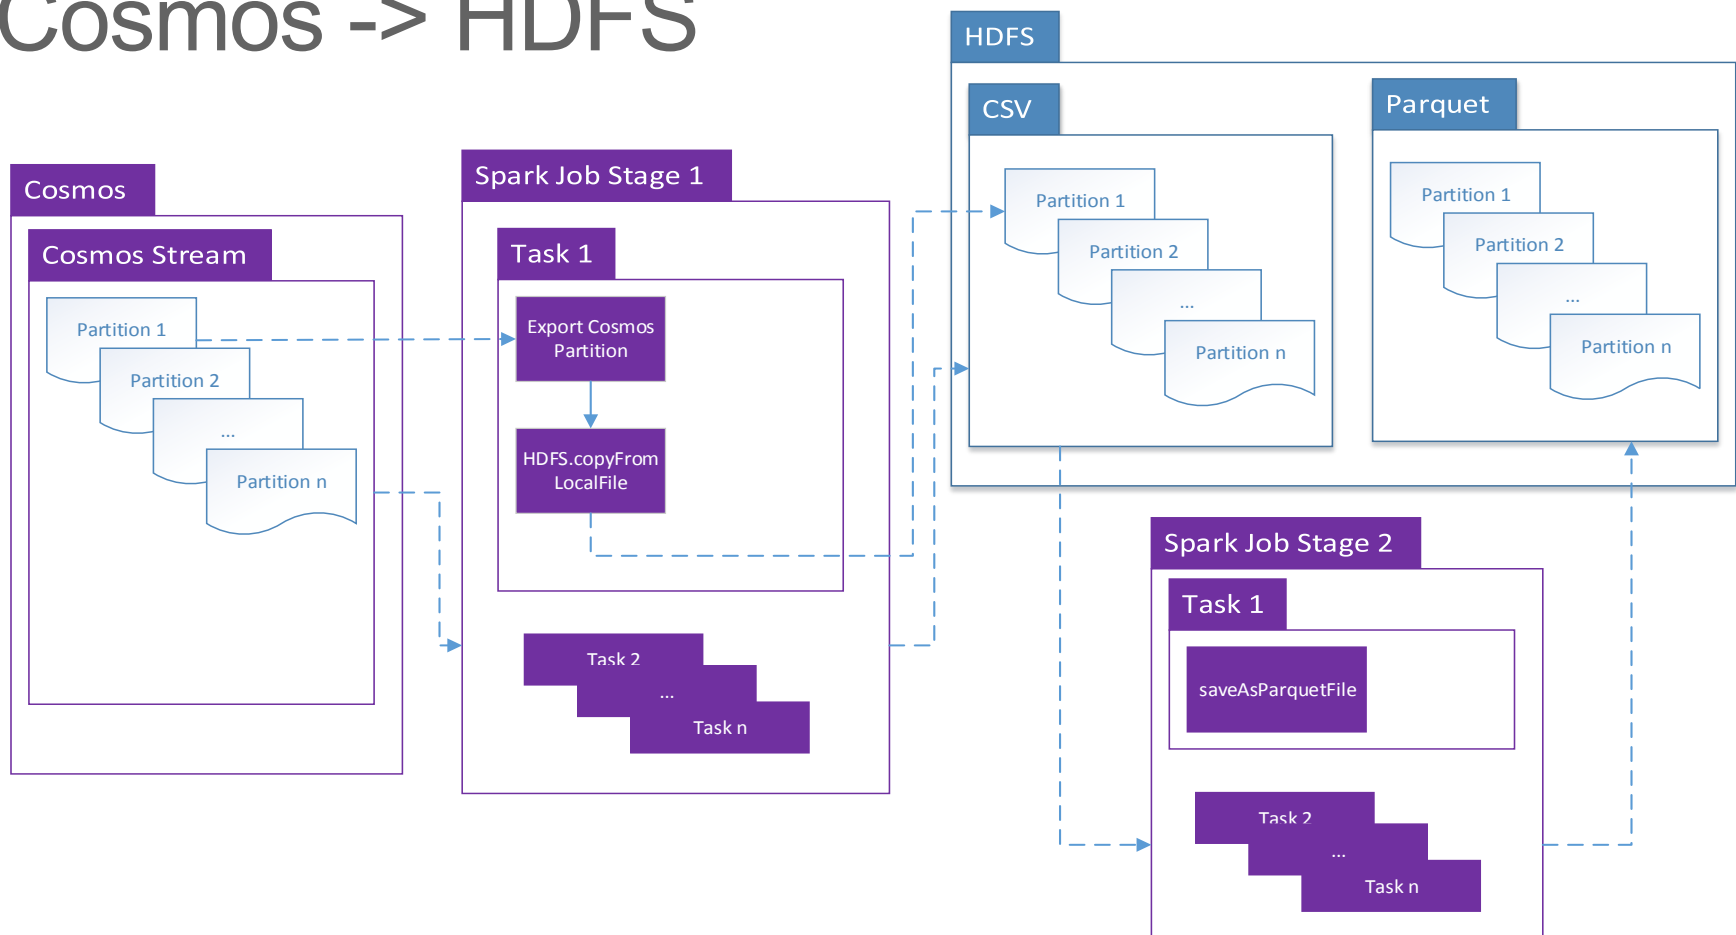 Cosmos -> HDFS
Cosmos
Cosmos Stream
Partition 1
Partition 2
...
Partition n
Spark Job Stage 1
Task 1
Export Cosmos
Partition
HDFS.copyFrom
LocalFile
Task 2
...
Task n
HDFS
CSV
Partition 1
Partition 2
...
Partition n
Parquet
Partition 1
Partition 2
...
Partition n
Spark Job Stage 2
Task 1
saveAsParquetFile
Task 2
...
Task n